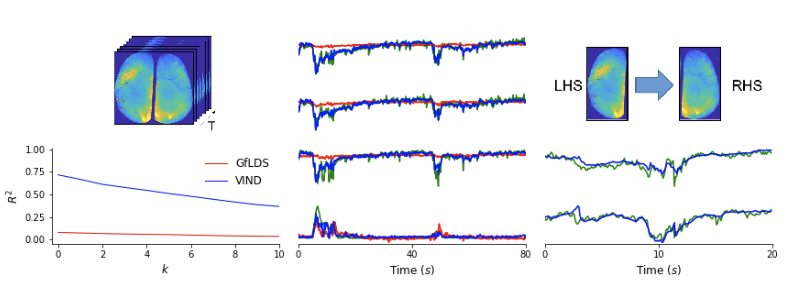 T
1.00
0.75
0.50
0.25
0.00
R²
GfLDS
VIND
0 2 4 6 8 10
k
0 40 80
Time (s)
LHS
RHS
0 10 20
Time (s)